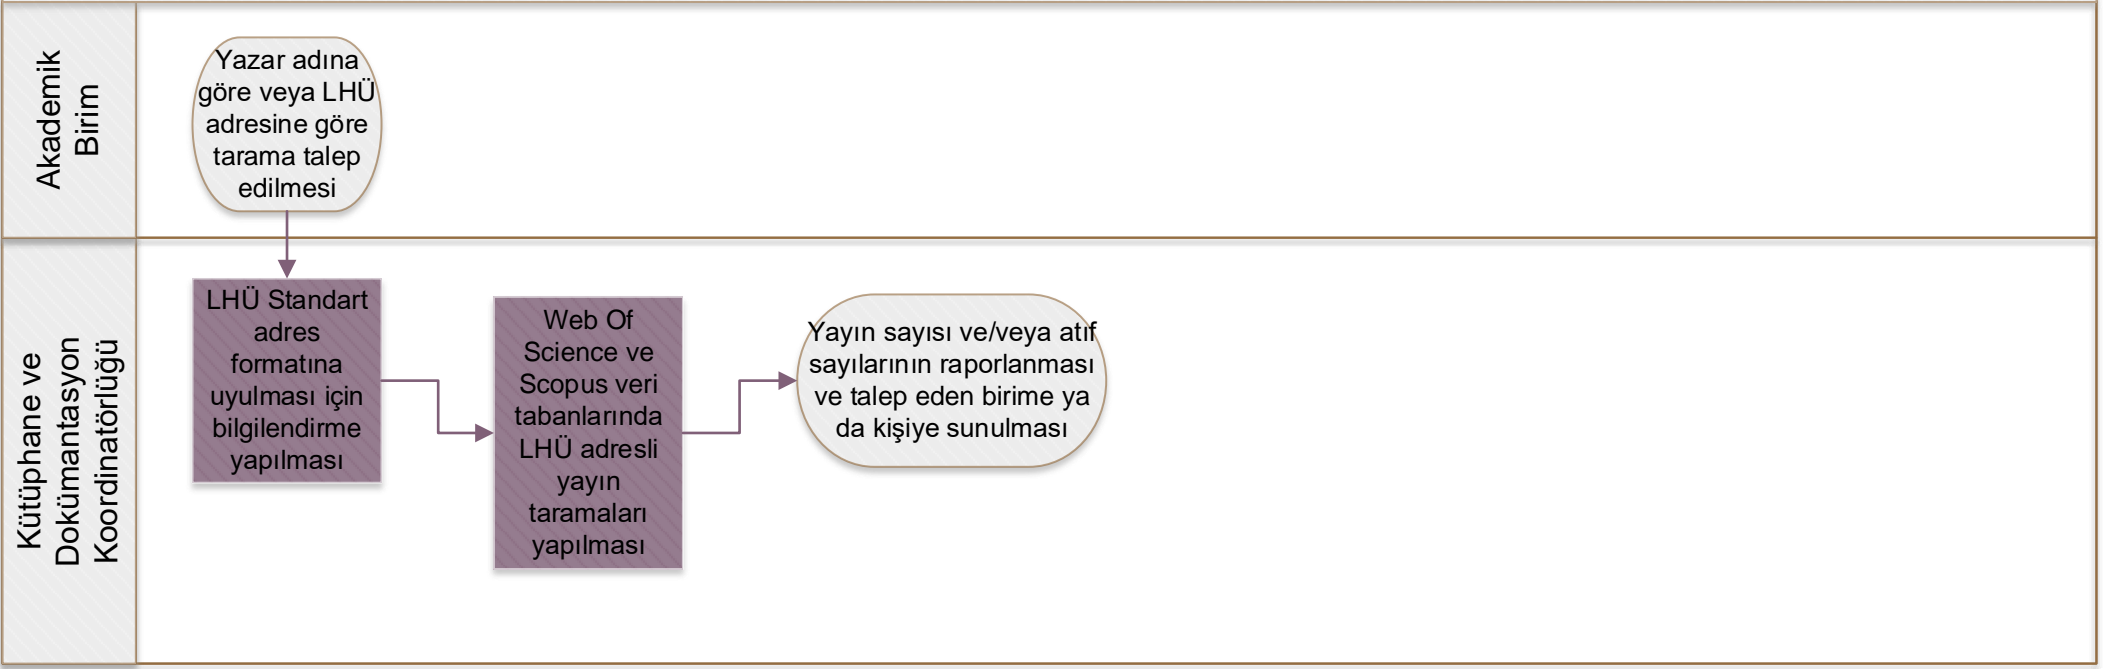 Akademik
Birim
Yazar adına
göre veya LHÜ
adresine göre
tarama talep
edilmesi
Kütüphane ve
Dokümantasyon
Koordinatörlüğü
LHÜ Standart
adres
formatına
uyulması için
bilgilendirme
yapılması
Web Of
Science ve
Scopus veri
tabanlarında
LHÜ adresli
yayın
taramaları
yapılması
Yayın sayısı ve/veya atıf
sayılarının raporlanması
ve talep eden birime ya
da kişiye sunulması